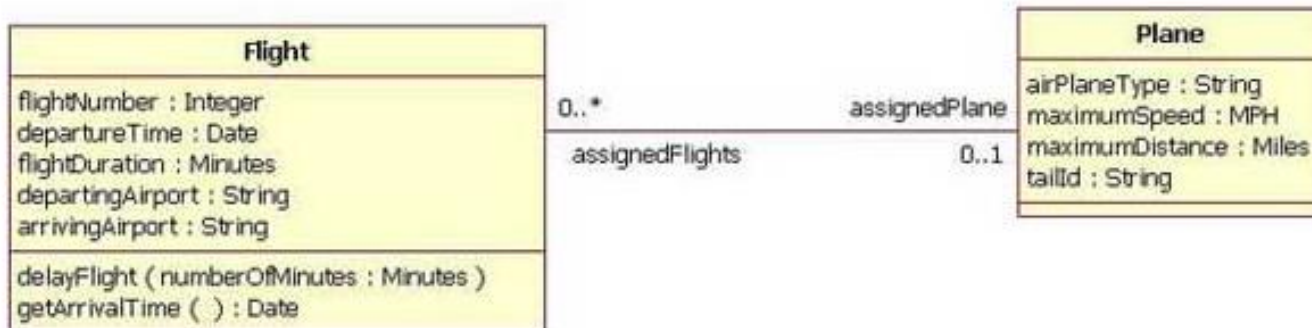 Flight
flightNumber : Integer
departureTime : Date
flightDuration : Minutes
departingAirport : String
arrivingAirport : String
delayFlight ( numberOfMinutes : Minutes )
getArrivalTime ( ) : Date
0..*
assignedFlights
assignedPlane
0..1
Plane
airPlaneType : String
maximumSpeed : MPH
maximumDistance : Miles
tailId : String